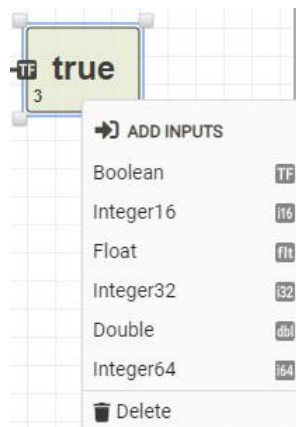 TF true
3
ADD INPUTS
Boolean TF
Integer16 i16
Float flt
Integer32 i32
Double dbl
Integer64 i64
Delete